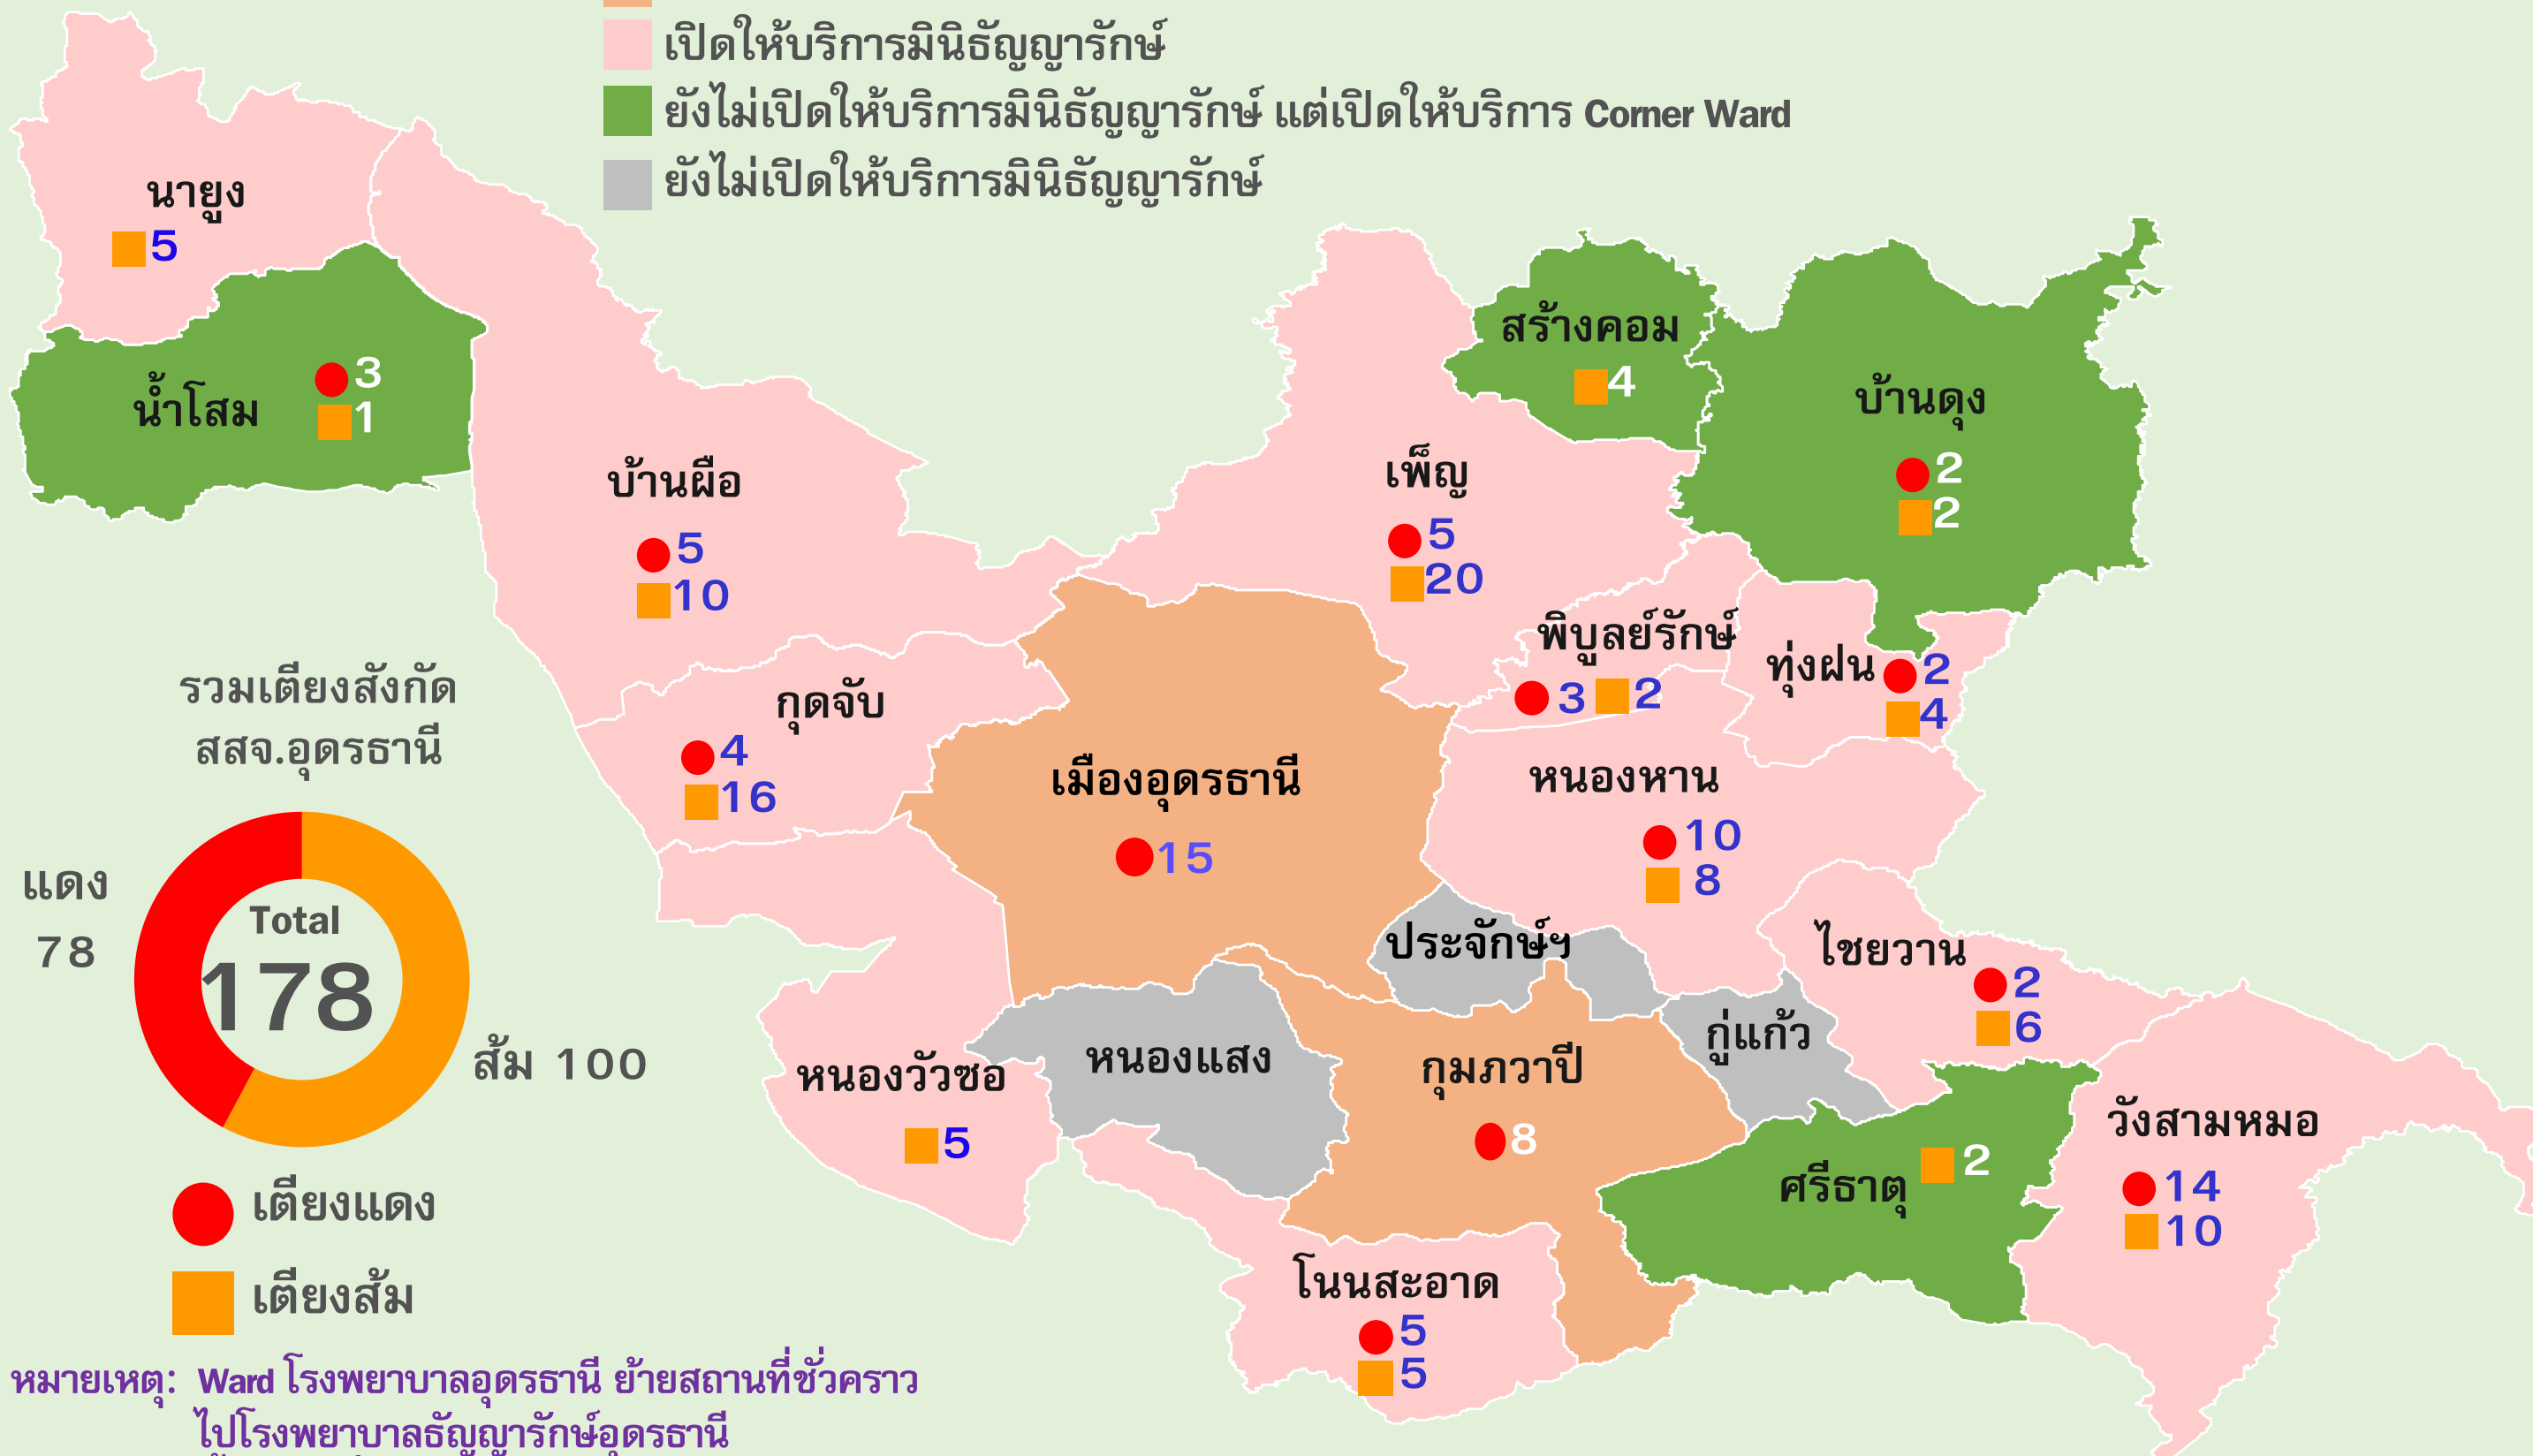 เปิดให้บริการมินิธัญญารักษ์
ยังไม่เปิดให้บริการมินิธัญญารักษ์ แต่เปิดให้บริการ Corner Ward
ยังไม่เปิดให้บริการมินิธัญญารักษ์
นายูง
5
น้ำโสม
3
1
บ้านผือ
5
10
สร้างคอม
4
บ้านดุง
2
2
เพ็ญ
5
20
พิบูลย์รักษ์
3 2
ทุ่งฝน
2
4
กุดจับ
4
16
เมืองอุดรธานี
15
หนองหาน
10
8
ประจักษ์ฯ
ไชยวาน
2
6
หนองวัวซอ
5
หนองแสง
กุมภวาปี
8
กู่แก้ว
ศรีธาตุ
2
วังสามหมอ
14
10
โนนสะอาด
5
5
รวมเตียงสังกัด
สสจ.อุดรธานี
แดง
78
Total
178
ส้ม 100
เตียงแดง
เตียงส้ม
หมายเหตุ: Ward โรงพยาบาลอุดรธานี ย้ายสถานที่ชั่วคราว
ไปโรงพยาบาลธัญญารักษ์อุดรธานี